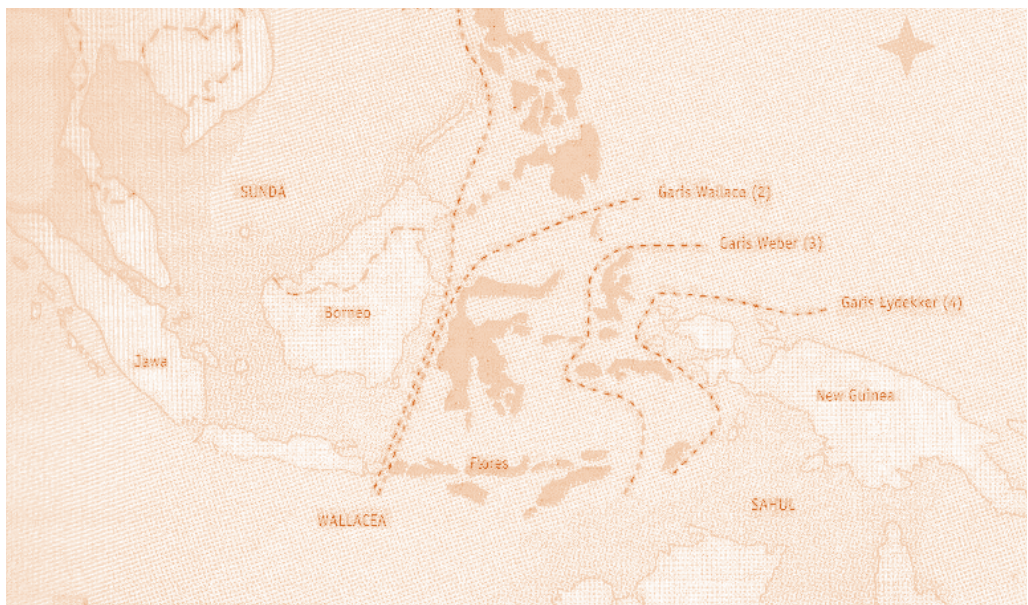 SUNDA
Garis Wallace (2)
Garis Weber (3)
Garis Lydekker (4)
Borneo
Jawa
New Guinea
Flores
SAHUL
WALLACEA